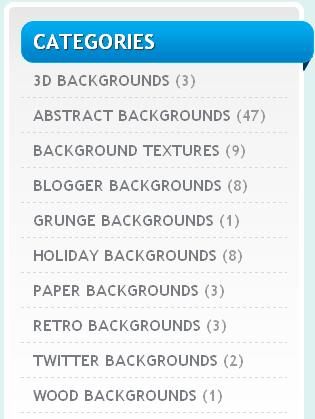 CATEGORIES
3D BACKGROUNDS (3)
ABSTRACT BACKGROUNDS (47)
BACKGROUND TEXTURES (9)
BLOGGER BACKGROUNDS (8)
GRUNGE BACKGROUNDS (1)
HOLIDAY BACKGROUNDS (8)
PAPER BACKGROUNDS (3)
RETRO BACKGROUNDS (3)
TWITTER BACKGROUNDS (2)
WOOD BACKGROUNDS (1)